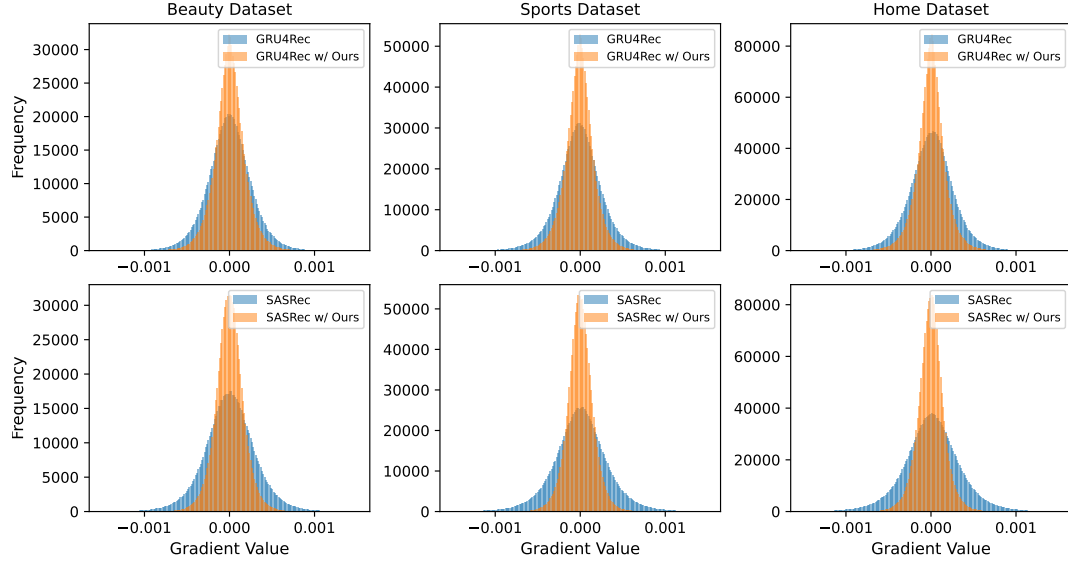 Beauty Dataset
Sports Dataset
Home Dataset
Frequency
30000
25000
20000
15000
10000
5000
0
−0.001 0.000 0.001
GRU4Rec
GRU4Rec w/ Ours
50000
40000
30000
20000
10000
0
−0.001 0.000 0.001
GRU4Rec
GRU4Rec w/ Ours
80000
60000
40000
20000
0
−0.001 0.000 0.001
GRU4Rec
GRU4Rec w/ Ours
Frequency
30000
25000
20000
15000
10000
5000
0
−0.001 0.000 0.001
Gradient Value
SASRec
SASRec w/ Ours
50000
40000
30000
20000
10000
0
−0.001 0.000 0.001
Gradient Value
SASRec
SASRec w/ Ours
80000
60000
40000
20000
0
−0.001 0.000 0.001
Gradient Value
SASRec
SASRec w/ Ours